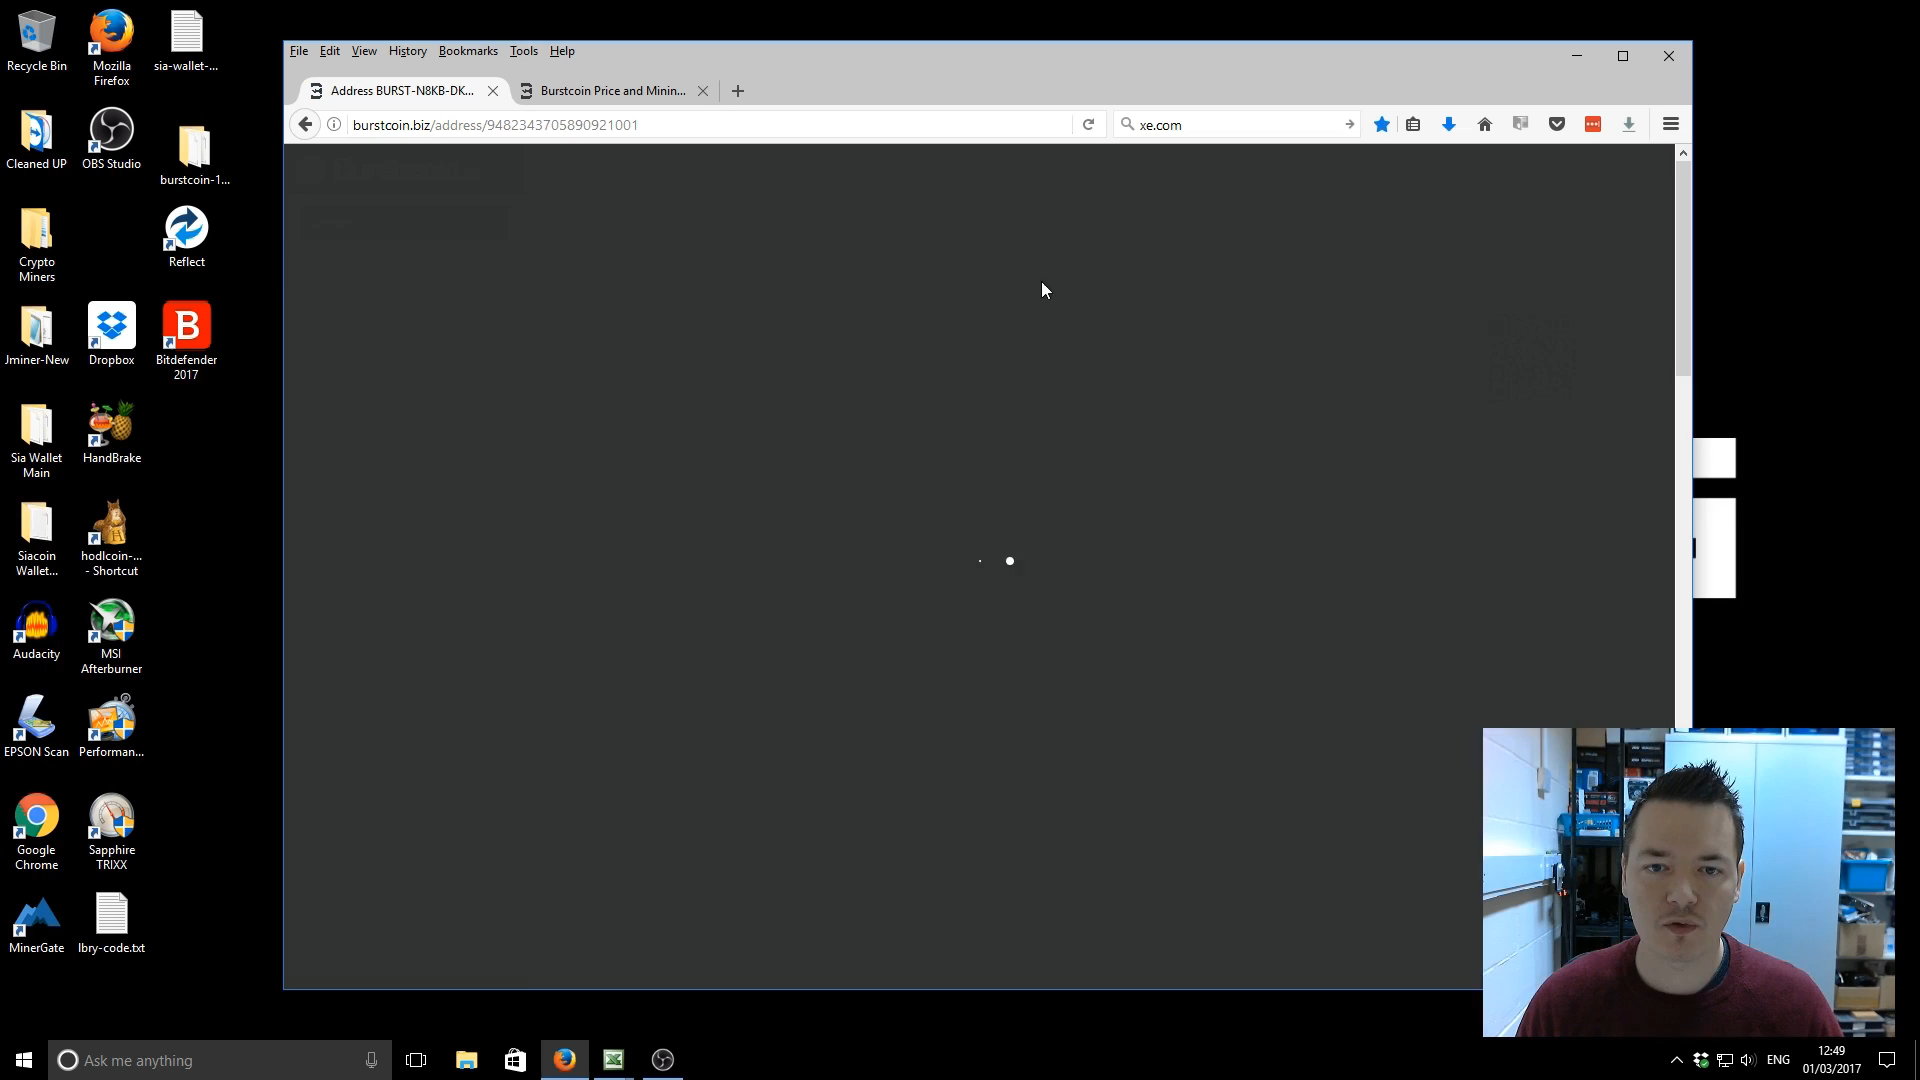 Recycle Bin
Mozilla
Firefox
sia-wallet-...
Cleaned UP
OBS Studio
burstcoin-1...
Crypto
Miners
Reflect
Jminer-New
Dropbox
Bitdefender
2017
Sia Wallet
Main
HandBrake
Siacoin
Wallet...
hodlcoin-...
- Shortcut
Audacity
MSI
Afterburner
EPSON Scan
Performan...
Google
Chrome
Sapphire
TRIXX
MinerGate
lbry-code.txt
File Edit View History Bookmarks Tools Help
Address BURST-N8KB-DK...
Burstcoin Price and Minin...
burstcoin.biz/address/9482343705890921001
xe.com
Ask me anything
ENG
12:49
01/03/2017